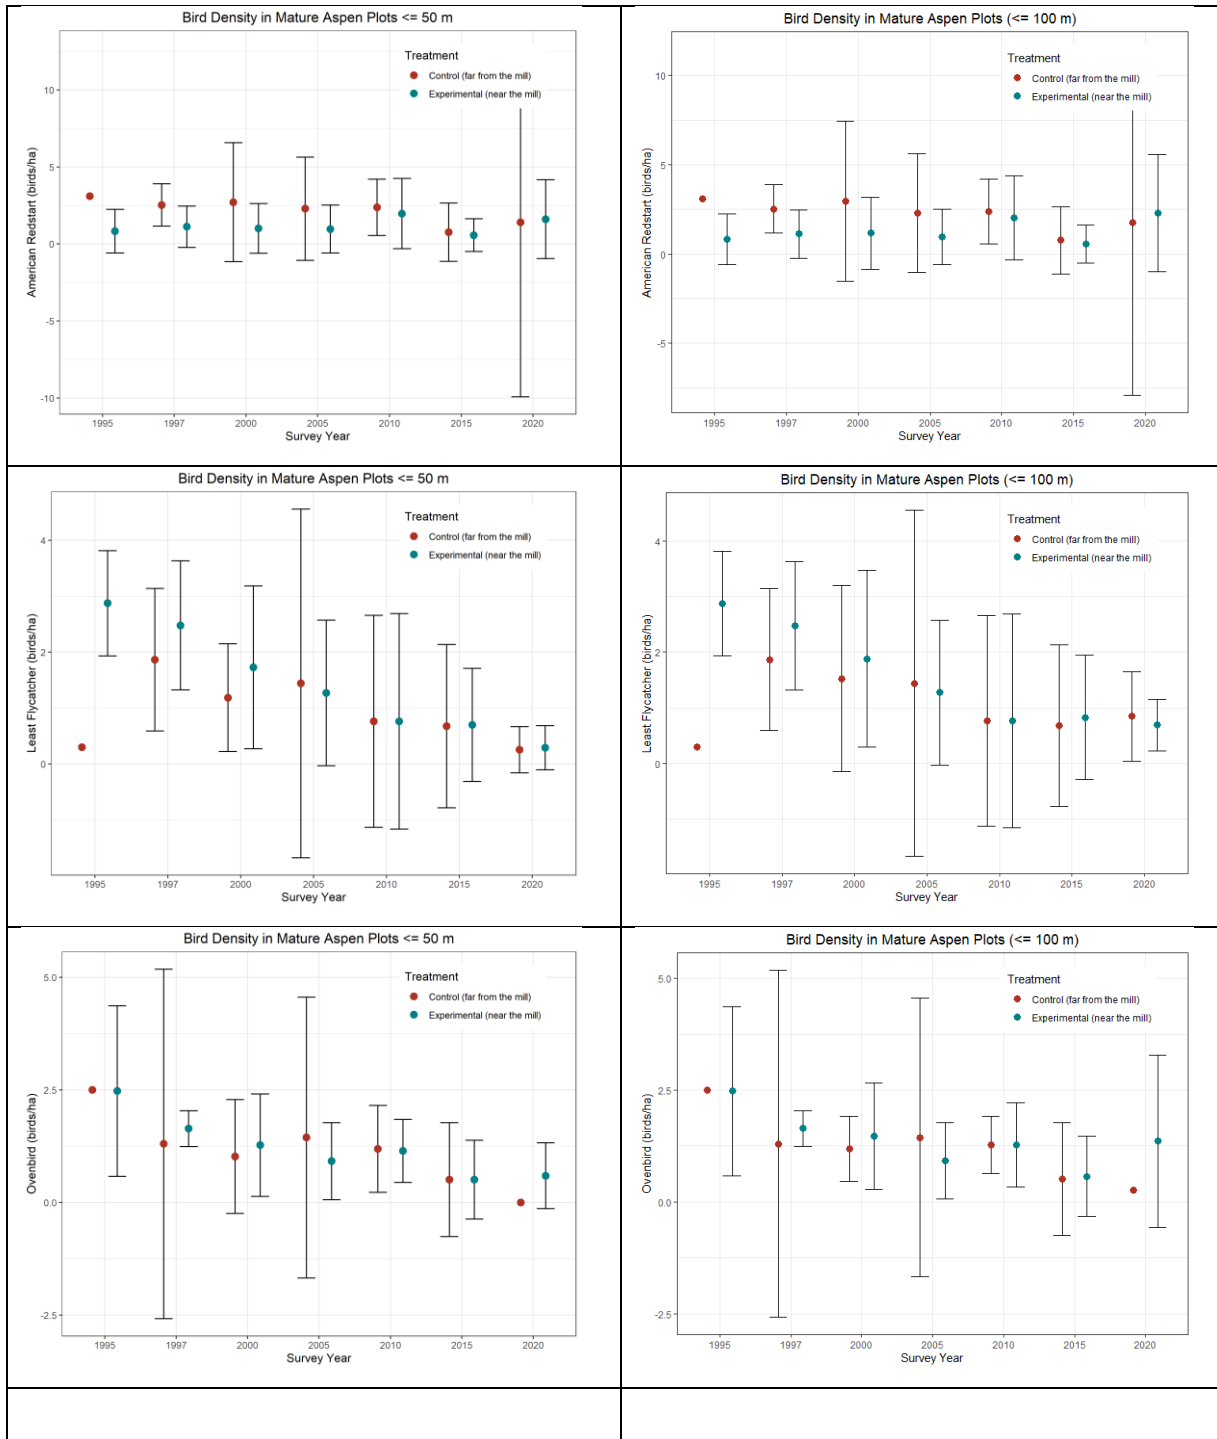 Bird Density in Mature Aspen Plots <= 50 m
Treatment
Control (far from the mill)
Experimental (near the mill)
American Redstart (birds/ha)
10
5
0
-5
-10
1995 1997 2000 2005 2010 2015 2020
Survey Year
Bird Density in Mature Aspen Plots (<= 100 m)
Treatment
Control (far from the mill)
Experimental (near the mill)
American Redstart (birds/ha)
10
5
0
-5
1995 1997 2000 2005 2010 2015 2020
Survey Year
Bird Density in Mature Aspen Plots <= 50 m
Treatment
Control (far from the mill)
Experimental (near the mill)
Least Flycatcher (birds/ha)
4
2
0
1995 1997 2000 2005 2010 2015 2020
Survey Year
Bird Density in Mature Aspen Plots (<= 100 m)
Treatment
Control (far from the mill)
Experimental (near the mill)
Least Flycatcher (birds/ha)
4
2
0
1995 1997 2000 2005 2010 2015 2020
Survey Year
Bird Density in Mature Aspen Plots <= 50 m
Treatment
Control (far from the mill)
Experimental (near the mill)
Ovenbird (birds/ha)
5.0
2.5
0.0
-2.5
1995 1997 2000 2005 2010 2015 2020
Survey Year
Bird Density in Mature Aspen Plots (<= 100 m)
Treatment
Control (far from the mill)
Experimental (near the mill)
Ovenbird (birds/ha)
5.0
2.5
0.0
-2.5
1995 1997 2000 2005 2010 2015 2020
Survey Year